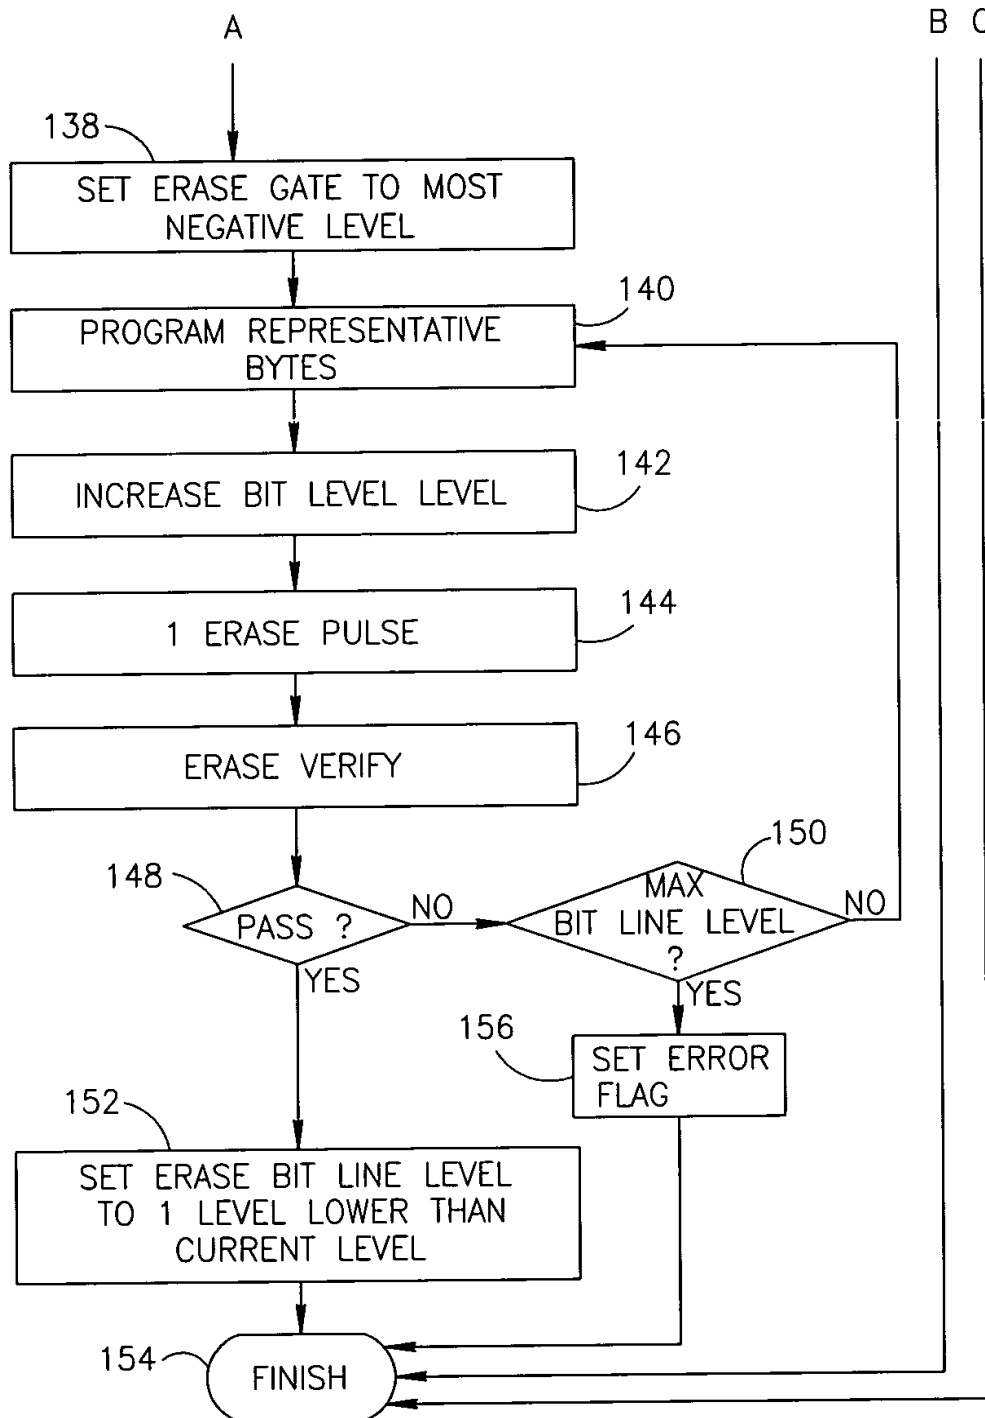 A
B C
138
SET ERASE GATE TO MOST
NEGATIVE LEVEL
140
PROGRAM REPRESENTATIVE
BYTES
142
INCREASE BIT LEVEL LEVEL
144
1 ERASE PULSE
146
ERASE VERIFY
148
PASS ?
NO
YES
150
MAX
BIT LINE LEVEL
?
NO
YES
156
SET ERROR
FLAG
152
SET ERASE BIT LINE LEVEL
TO 1 LEVEL LOWER THAN
CURRENT LEVEL
154
FINISH